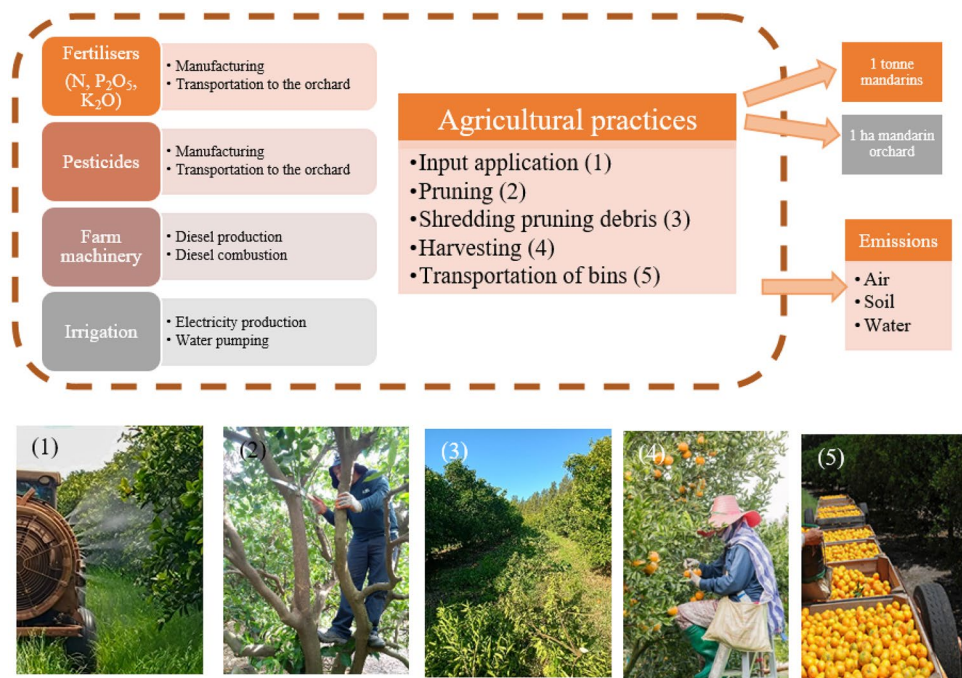 Fertilisers
(N, P₂O₅,
K₂O)
• Manufacturing
• Transportation to the orchard
Pesticides
• Manufacturing
• Transportation to the orchard
Farm
machinery
• Diesel production
• Diesel combustion
Irrigation
• Electricity production
• Water pumping
Agricultural practices
•Input application (1)
•Pruning (2)
•Shredding pruning debris (3)
•Harvesting (4)
•Transportation of bins (5)
1 tonne
mandarins
1 ha mandarin
orchard
Emissions
• Air
• Soil
• Water
(1)
(2)
(3)
(4)
(5)